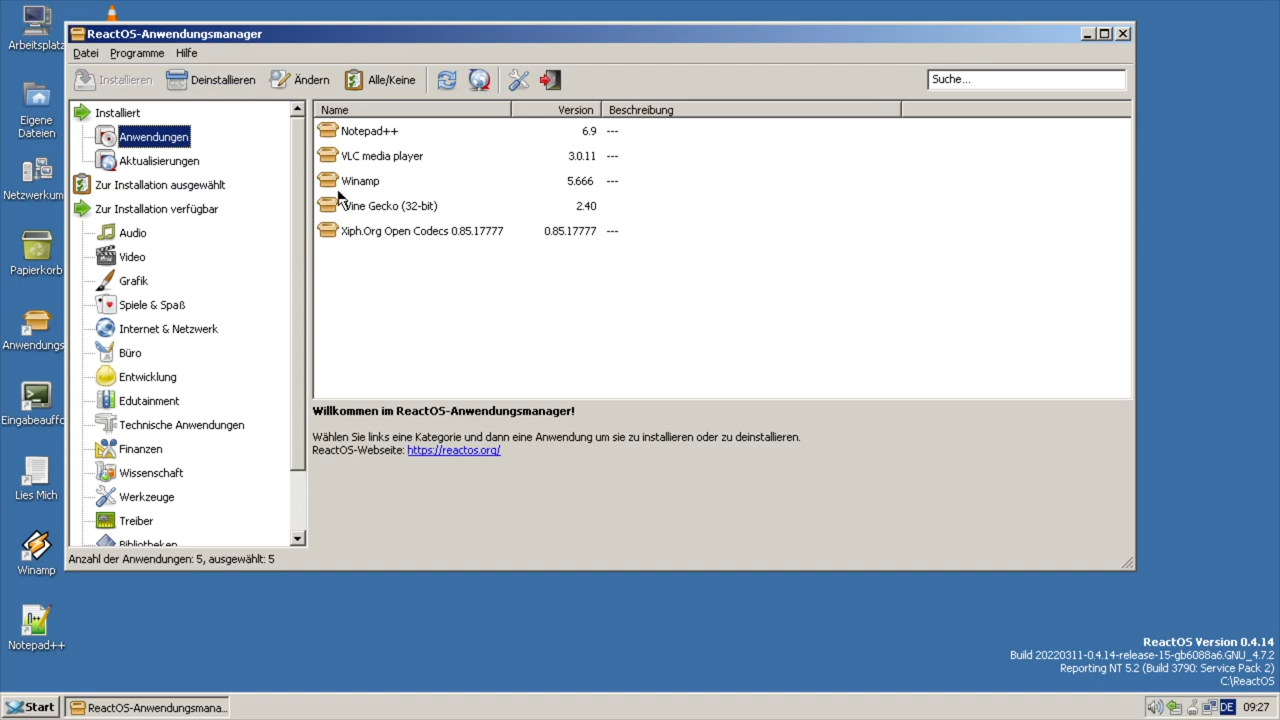 Arbeitsplatz
Eigene
Dateien
Netzwerkum
Papierkorb
Anwendungs
Eingabeauffo
Lies Mich
Winamp
Notepad++
ReactOS-Anwendungsmanager
Datei Programme Hilfe
Installieren Deinstallieren Ändern Alle/Keine Suche...
Installiert
Anwendungen
Aktualisierungen
Zur Installation ausgewählt
Zur Installation verfügbar
Audio
Video
Grafik
Spiele & Spaß
Internet & Netzwerk
Büro
Entwicklung
Edutainment
Technische Anwendungen
Finanzen
Wissenschaft
Werkzeuge
Treiber
Bibliotheken
Name Version Beschreibung
Notepad++ 6.9 ---
VLC media player 3.0.11 ---
Winamp 5.666 ---
Wine Gecko (32-bit) 2.40
Xiph.Org Open Codecs 0.85.17777 0.85.17777 ---
Willkommen im ReactOS-Anwendungsmanager!
Wählen Sie links eine Kategorie und dann eine Anwendung um sie zu installieren oder zu deinstallieren.
ReactOS-Webseite: https://reactos.org/
Anzahl der Anwendungen: 5, ausgewählt: 5
ReactOS Version 0.4.14
Build 20220311-0.4.14-release-15-gb6088a6.GNU_4.7.2
Reporting NT 5.2 (Build 3790: Service Pack 2)
C:\ReactOS
Start ReactOS-Anwendungsmana... DE 09:27